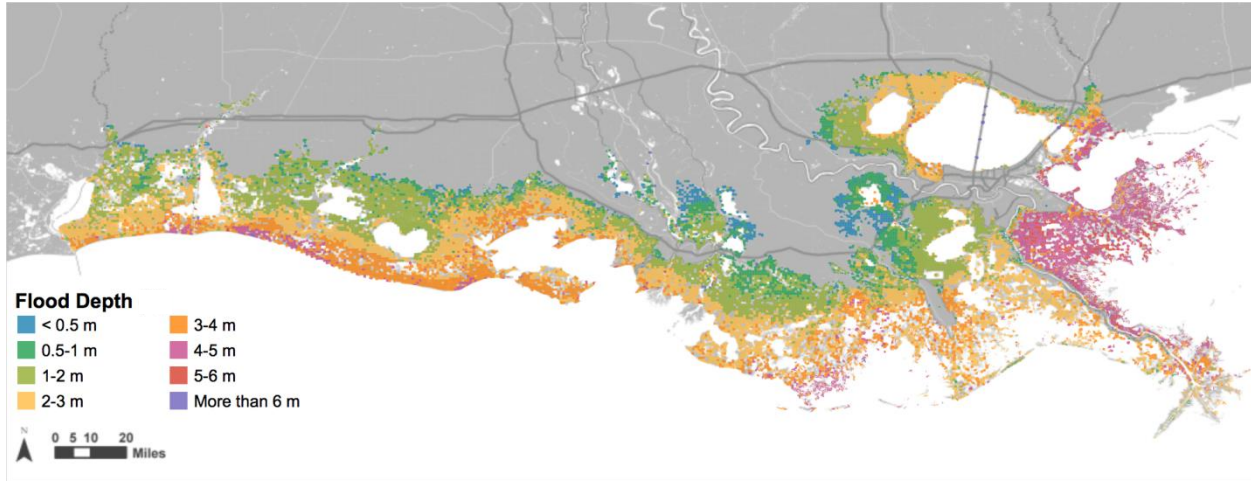 Flood Depth
< 0.5 m
0.5-1 m
1-2 m
2-3 m
3-4 m
4-5 m
5-6 m
More than 6 m
N
0 5 10 20
Miles